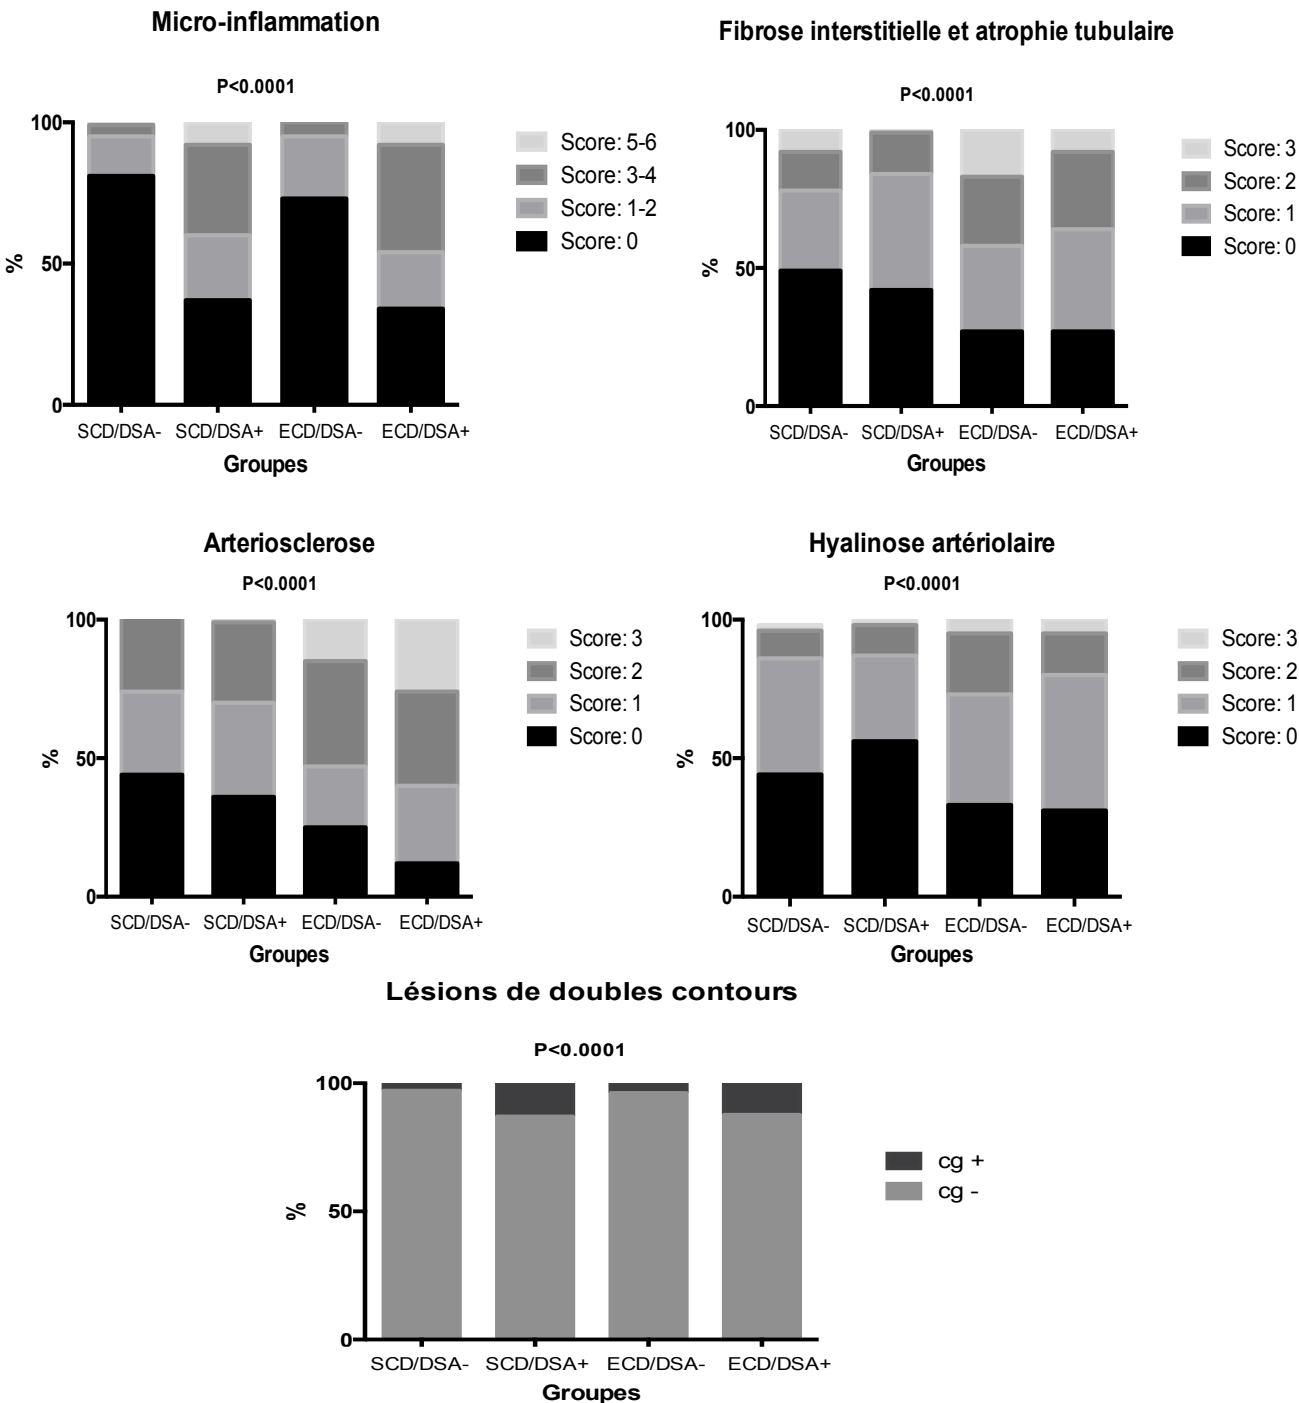 Micro-inflammation
P<0.0001
100
50
0
%
SCD/DSA- SCD/DSA+ ECD/DSA- ECD/DSA+
Groupes
Score: 5-6
Score: 3-4
Score: 1-2
Score: 0
Fibrose interstitielle et atrophie tubulaire
P<0.0001
100
50
0
%
SCD/DSA- SCD/DSA+ ECD/DSA- ECD/DSA+
Groupes
Score: 3
Score: 2
Score: 1
Score: 0
Arteriosclerose
P<0.0001
100
50
0
%
SCD/DSA- SCD/DSA+ ECD/DSA- ECD/DSA+
Groupes
Score: 3
Score: 2
Score: 1
Score: 0
Hyalinose artériolaire
P<0.0001
100
50
0
%
SCD/DSA- SCD/DSA+ ECD/DSA- ECD/DSA+
Groupes
Score: 3
Score: 2
Score: 1
Score: 0
Lésions de doubles contours
P<0.0001
100
50
0
%
SCD/DSA- SCD/DSA+ ECD/DSA- ECD/DSA+
Groupes
cg +
cg -